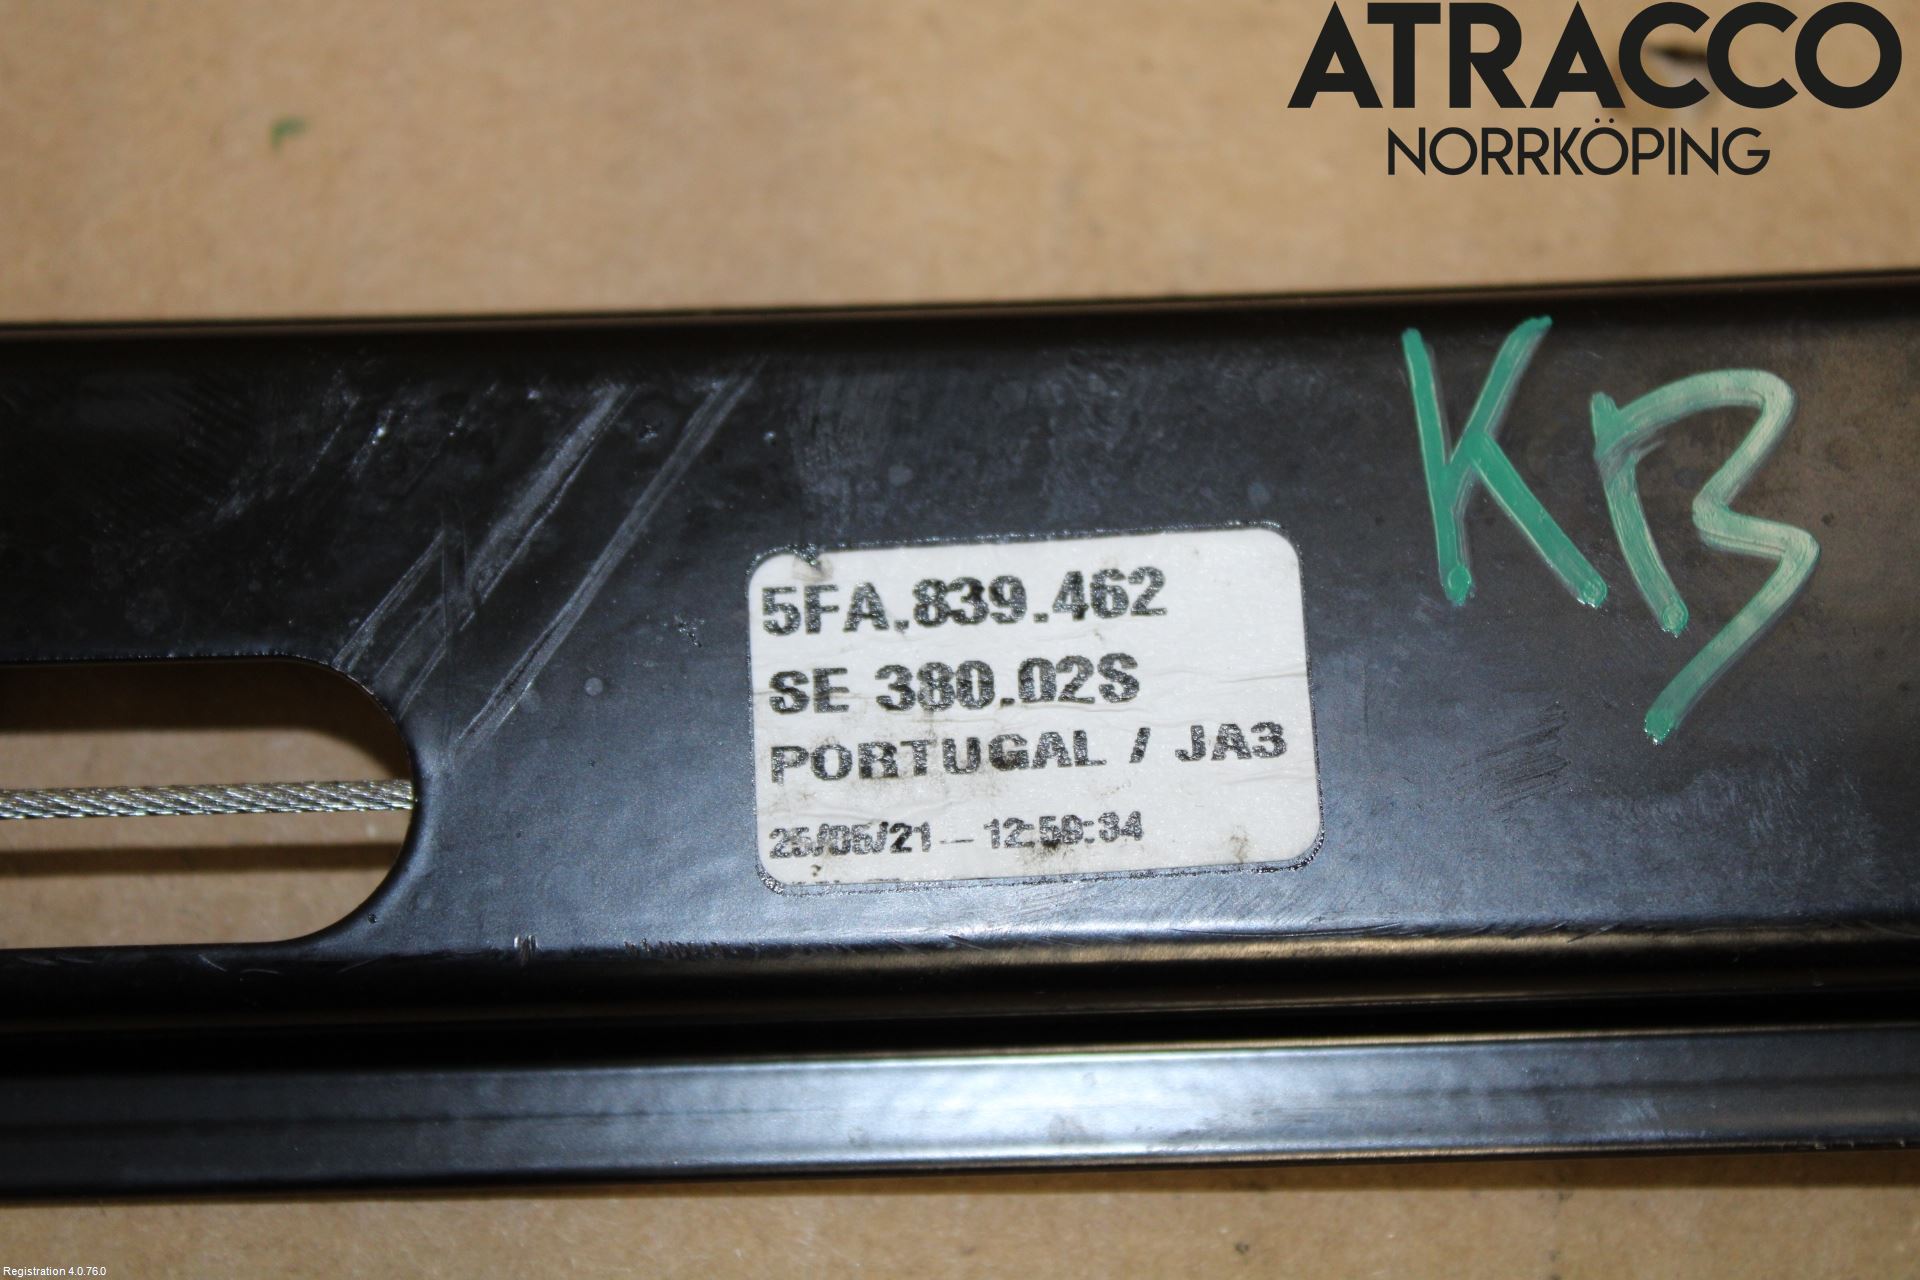 ATRACCO
NORRKÖPING
KB
5FA.839.462
SE 380.02S
PORTUGAL / JA3
25/05/21 - 12:50:34
Registration 4.0.76.0